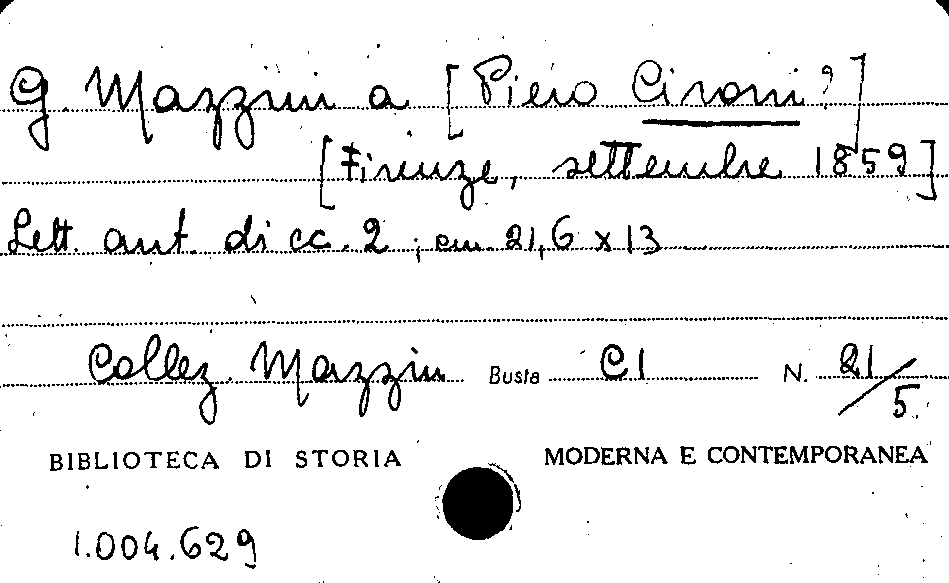 G. Mazzini a [Piero Cironi?]
[Firenze, settembre 1859]
Lett. aut. di cc. 2; cm 21,6 x 13
Collez. Mazzini Busta C I N. 21/5
BIBLIOTECA DI STORIA MODERNA E CONTEMPORANEA
1.004.629